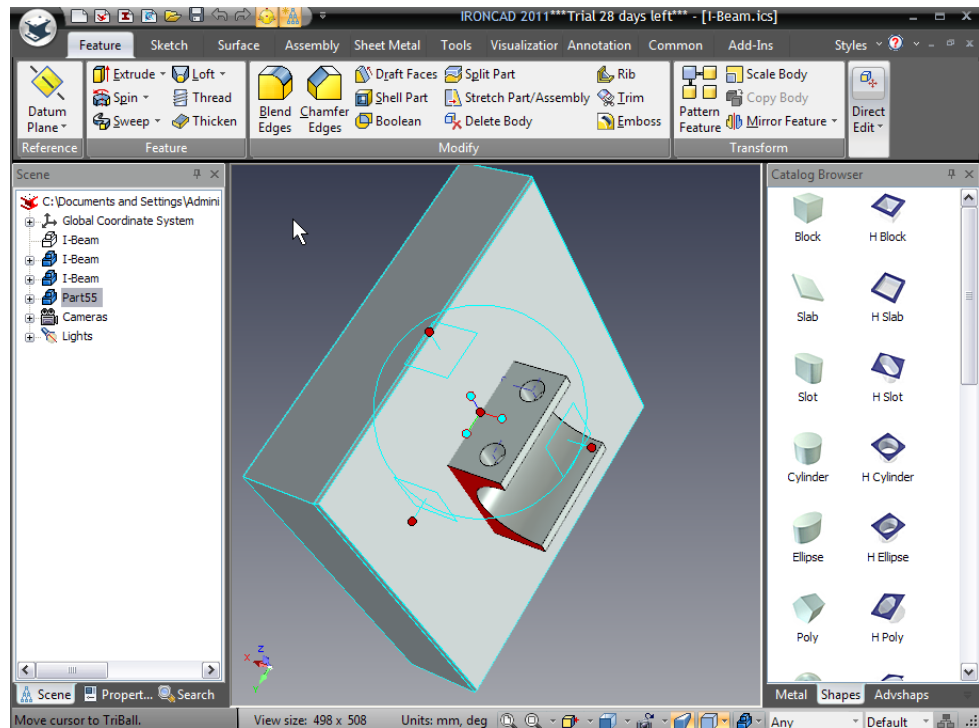 IRONCAD 2011***Trial 28 days left*** - [I-Beam.ics]
Feature Sketch Surface Assembly Sheet Metal Tools Visualization Annotation Common Add-Ins Styles
Datum Plane
Reference
Extrude Loft
Spin Thread
Sweep Thicken
Feature
Blend Edges
Chamfer Edges
Draft Faces Split Part Rib
Shell Part Stretch Part/Assembly Trim
Boolean Delete Body Emboss
Modify
Pattern Feature
Scale Body
Copy Body
Mirror Feature
Transform
Direct Edit
Scene
C:\Documents and Settings\Admini
Global Coordinate System
I-Beam
I-Beam
I-Beam
Part55
Cameras
Lights
Scene Propert... Search
z
x
y
Catalog Browser
Block H Block
Slab H Slab
Slot H Slot
Cylinder H Cylinder
Ellipse H Ellipse
Poly H Poly
Metal Shapes Advshaps
Move cursor to TriBall. View size: 498 x 508 Units: mm, deg Any Default